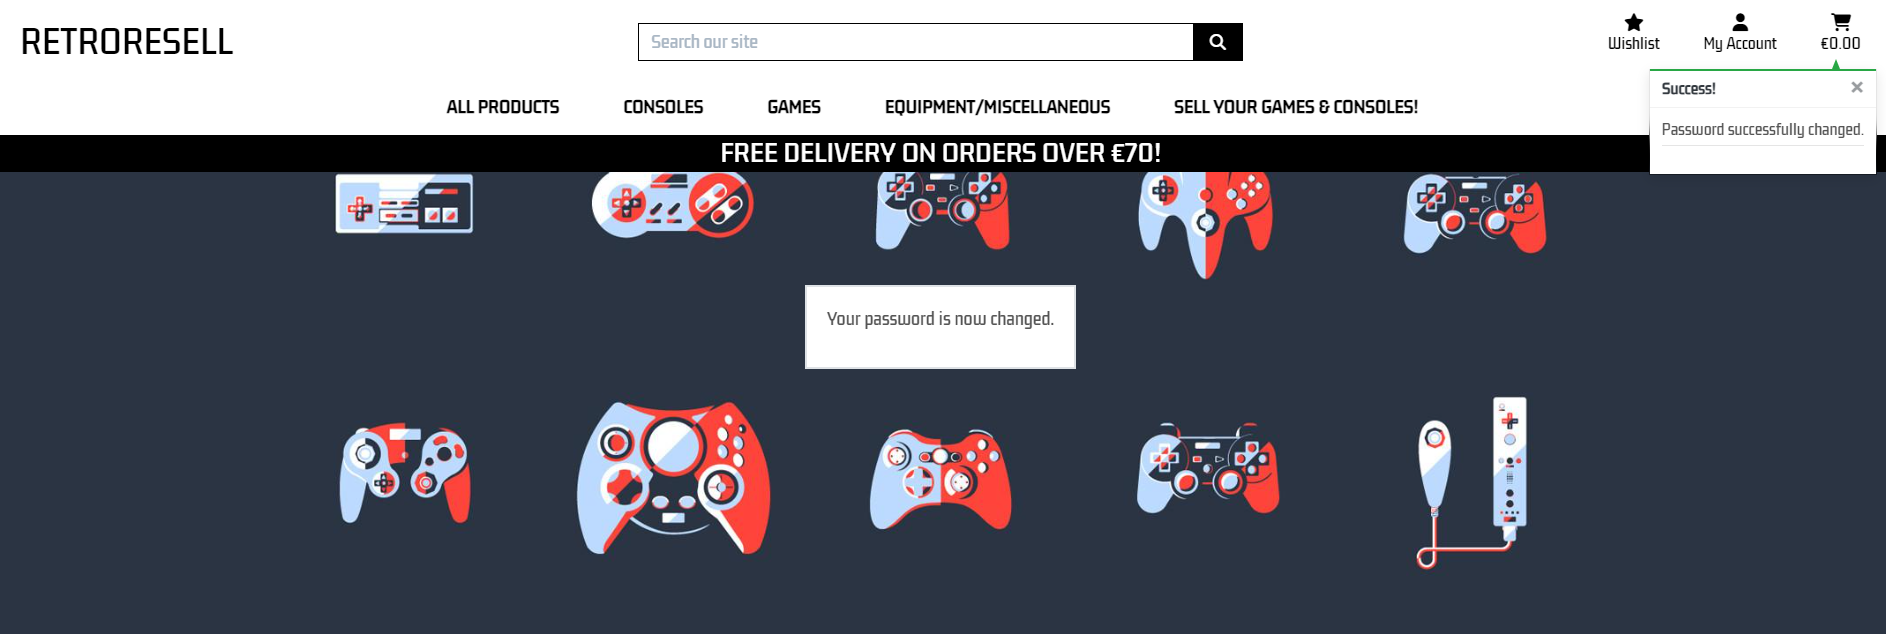 RETRORESELL
Search our site
Wishlist
My Account
€0.00
ALL PRODUCTS
CONSOLES
GAMES
EQUIPMENT/MISCELLANEOUS
SELL YOUR GAMES & CONSOLES!
Success!
×
Password successfully changed.
FREE DELIVERY ON ORDERS OVER €70!
Your password is now changed.